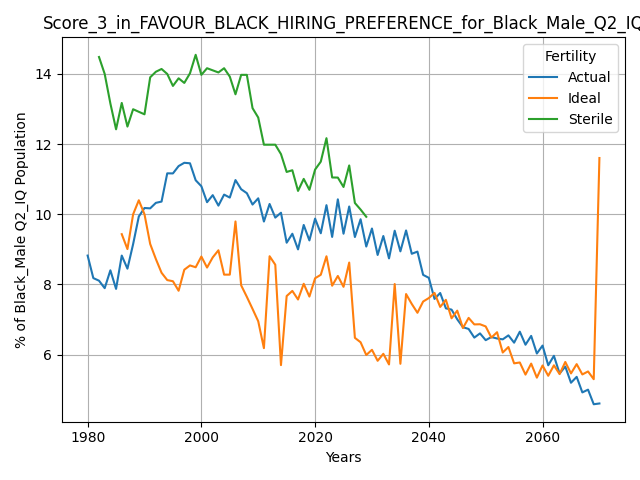 Score_3_in_FAVOUR_BLACK_HIRING_PREFERENCE_for_Black_Male_Q2_IQ
Fertility
Actual
Ideal
Sterile
% of Black_Male Q2_IQ Population
14
12
10
8
6
1980
2000
2020
2040
2060
Years